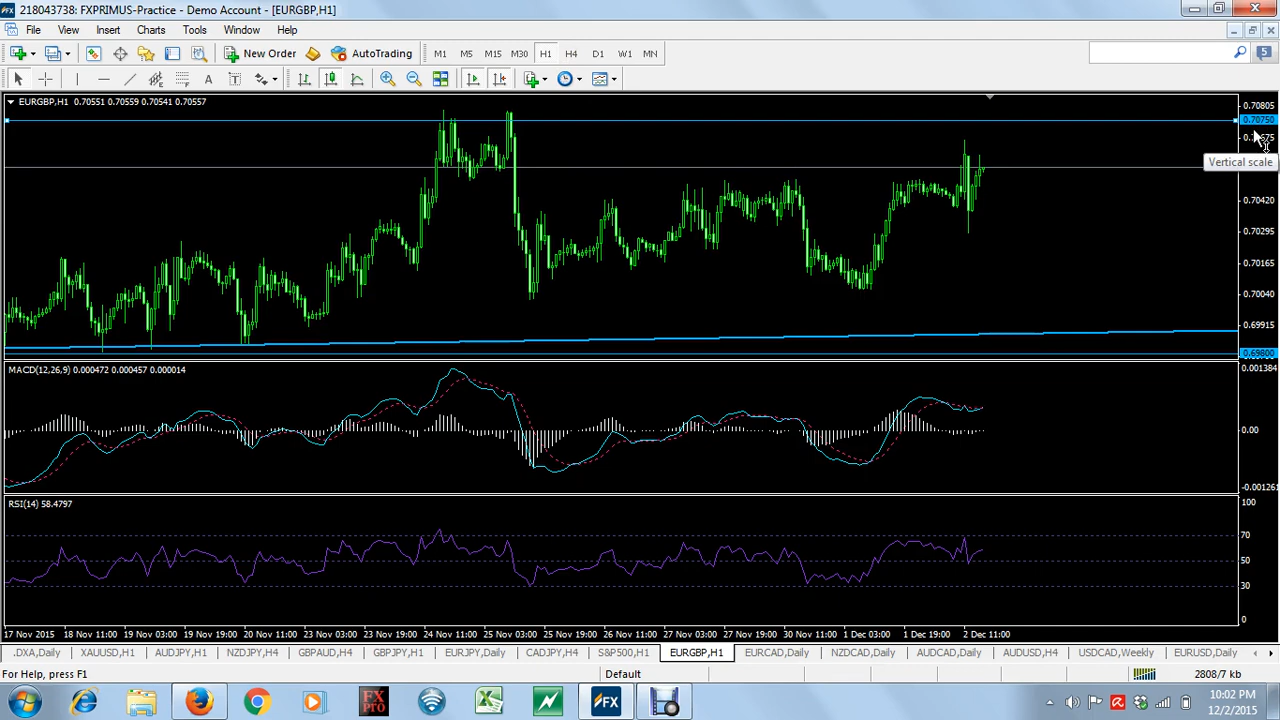 218043738: FXPRIMUS-Practice - Demo Account - [EURGBP,H1]
File View Insert Charts Tools Window Help
New Order AutoTrading M1 M5 M15 M30 H1 H4 D1 W1 MN 5
A T
EURGBP,H1 0.70551 0.70559 0.70541 0.70557
0.70805
0.70750
Vertical scale
0.70420
0.70295
0.70165
0.70040
0.69915
0.69800
MACD(12,26,9) 0.000472 0.000457 0.000014
0.001384
0.00
-0.001261
RSI(14) 58.4797
100
70
50
30
0
17 Nov 2015 18 Nov 11:00 19 Nov 03:00 19 Nov 19:00 20 Nov 11:00 23 Nov 03:00 23 Nov 19:00 24 Nov 11:00 25 Nov 03:00 25 Nov 19:00 26 Nov 11:00 27 Nov 03:00 27 Nov 19:00 30 Nov 11:00 1 Dec 03:00 1 Dec 19:00 2 Dec 11:00
.DXA,Daily XAUUSD,H1 AUDJPY,H1 NZDJPY,H4 GBPAUD,H4 GBPJPY,H1 EURJPY,Daily CADJPY,H4 S&P500,H1 EURGBP,H1 EURCAD,Daily NZDCAD,Daily AUDCAD,Daily AUDUSD,H4 USDCAD,Weekly EURUSD,Daily
For Help, press F1 Default 2808/7 kb
FX PRO FX
10:02 PM
12/2/2015